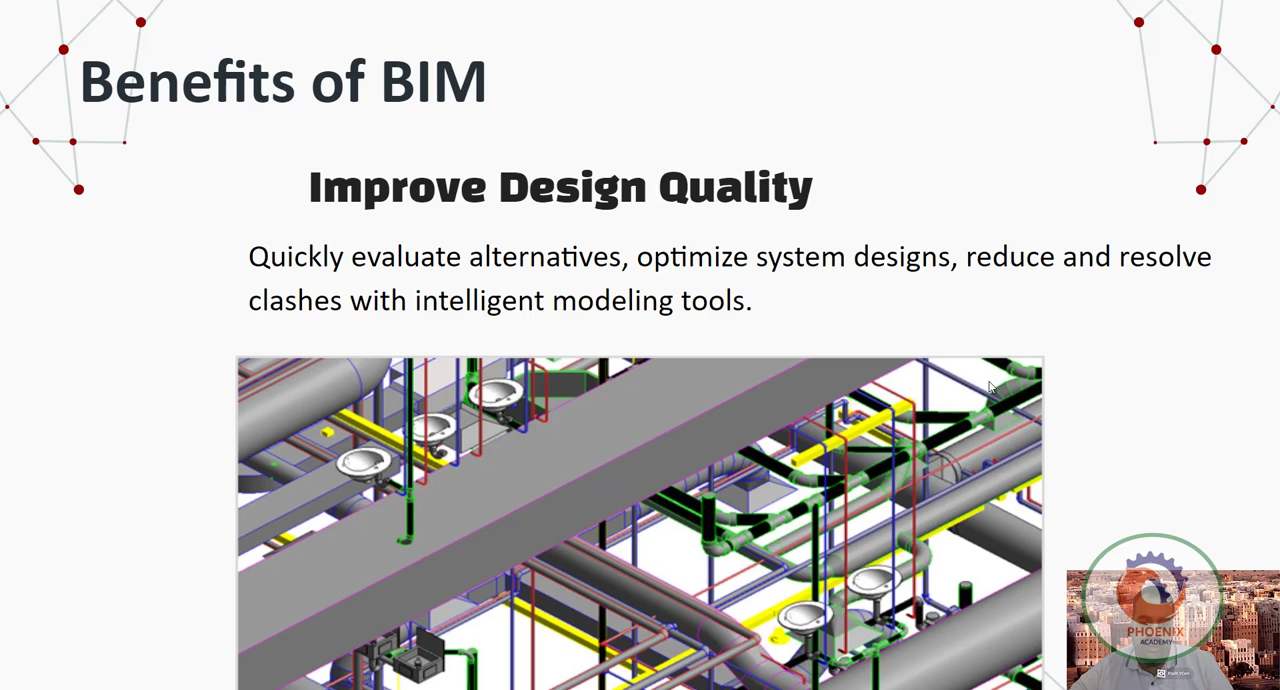 Benefits of BIM
Improve Design Quality
Quickly evaluate alternatives, optimize system designs, reduce and resolve
clashes with intelligent modeling tools.
PHOENIX
ACADEMY